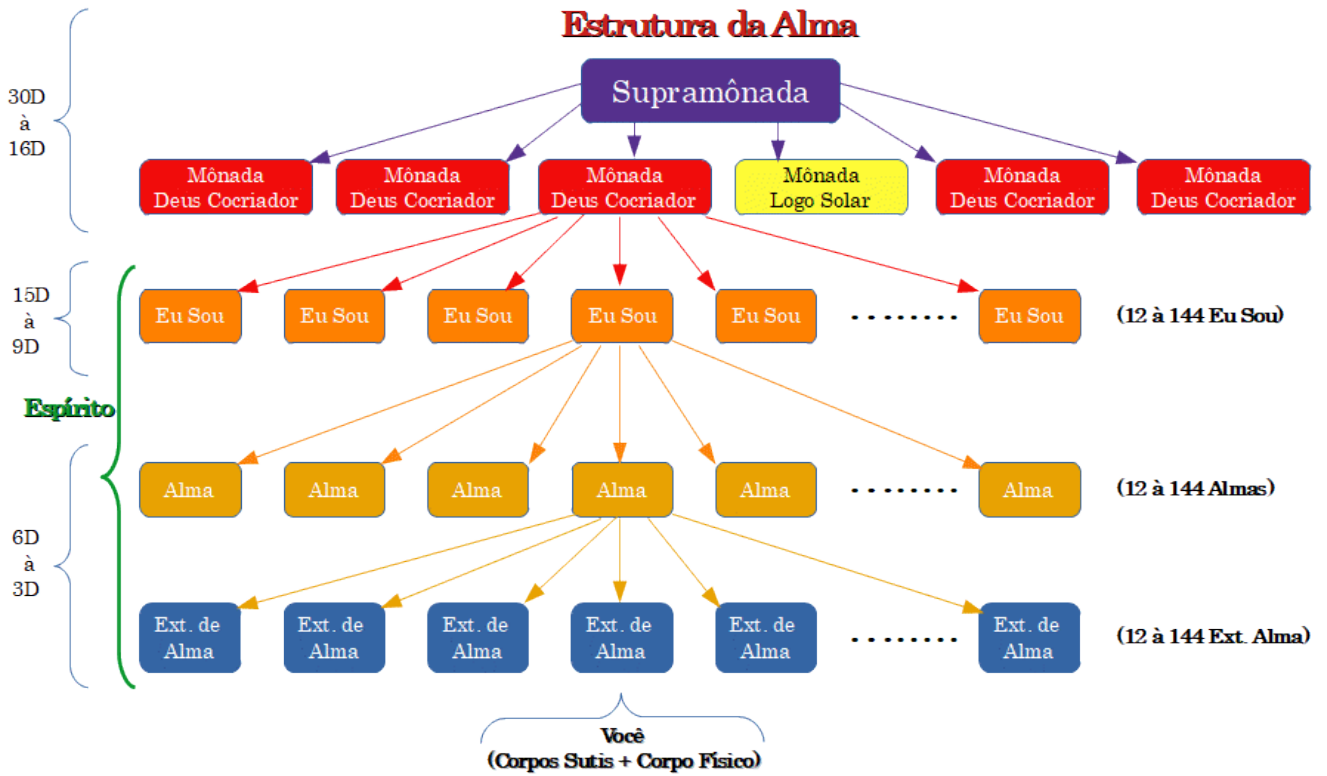 Estrutura da Alma
Supramônada
30D
à
16D
Mônada
Deus Cocriador
Mônada
Deus Cocriador
Mônada
Deus Cocriador
Mônada
Logo Solar
Mônada
Deus Cocriador
Mônada
Deus Cocriador
15D
à
9D
Eu Sou
Eu Sou
Eu Sou
Eu Sou
Eu Sou
Eu Sou
(12 à 144 Eu Sou)
Espírito
6D
à
3D
Alma
Alma
Alma
Alma
Alma
Alma
(12 à 144 Almas)
Ext. de
Alma
Ext. de
Alma
Ext. de
Alma
Ext. de
Alma
Ext. de
Alma
Ext. de
Alma
(12 à 144 Ext. Alma)
Você
(Corpos Sutis + Corpo Físico)